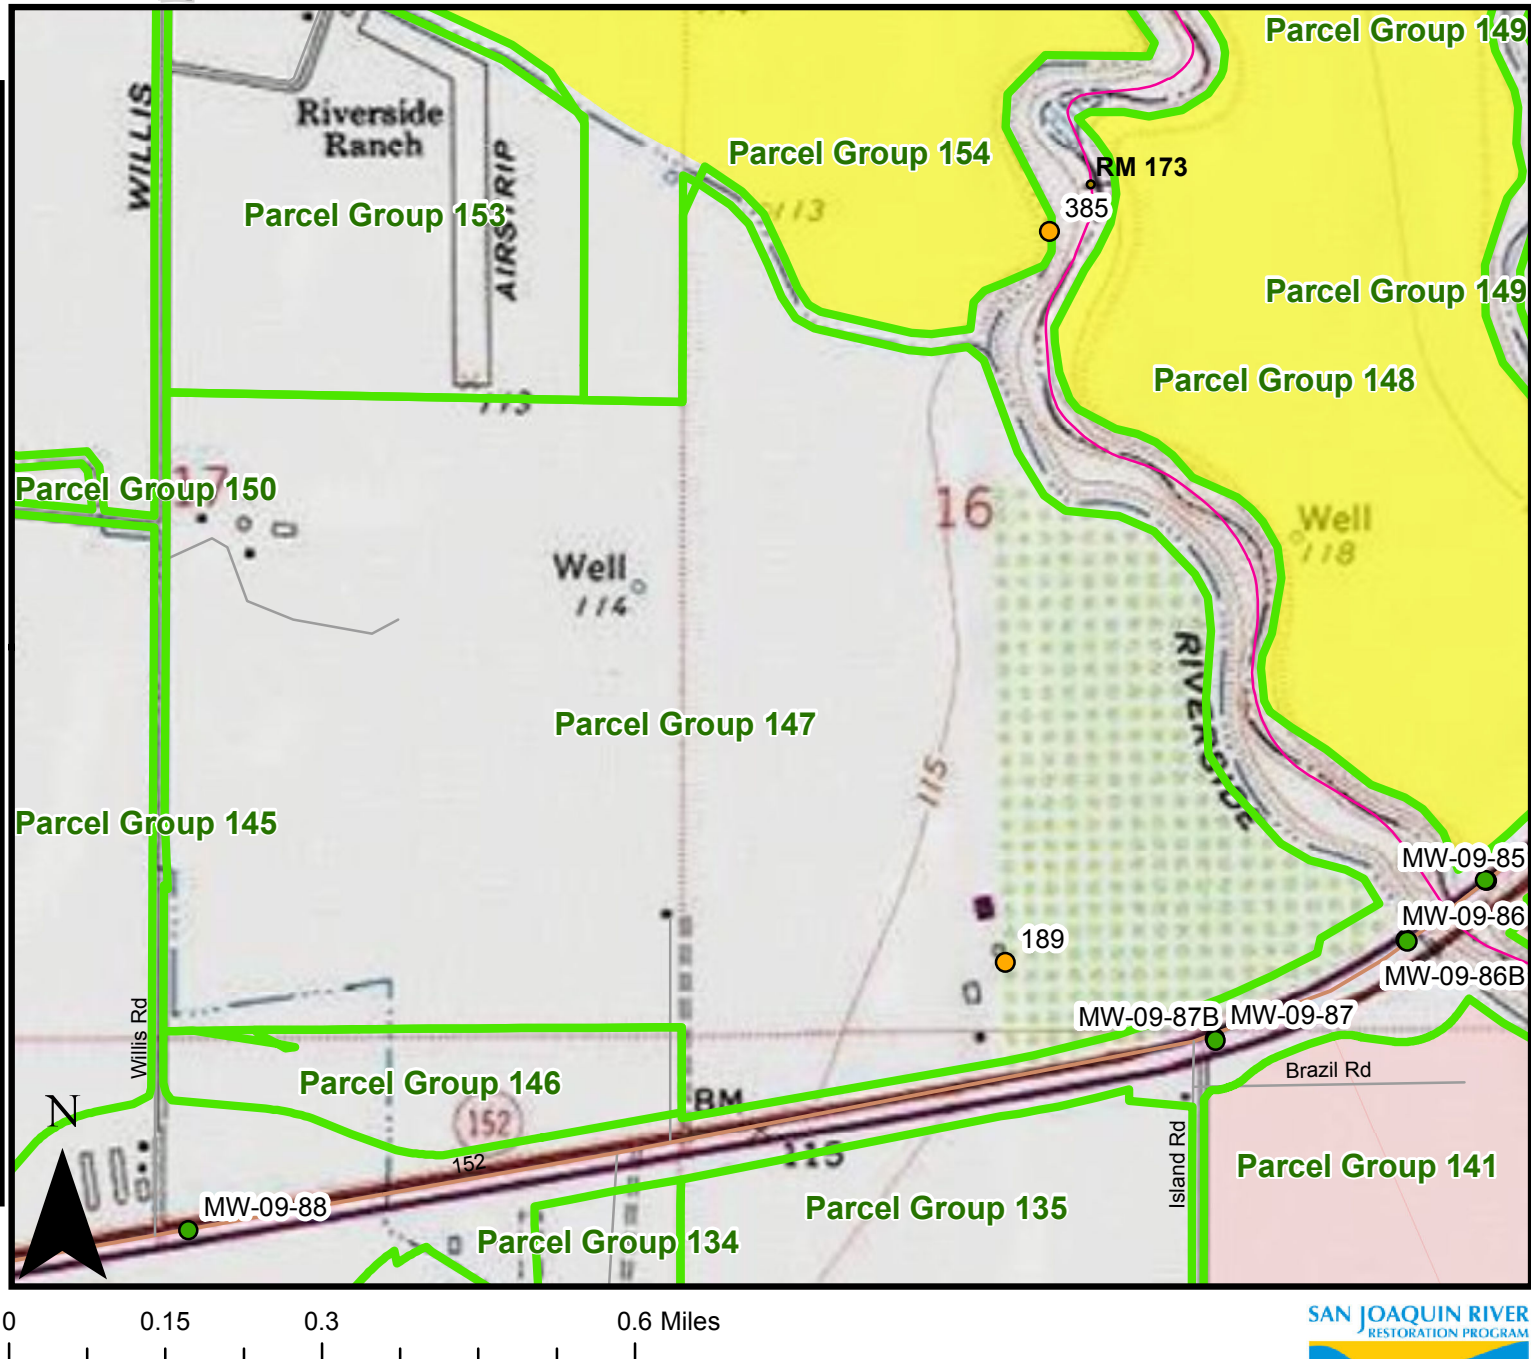 Parcel Group 149
WILLIS
Riverside
Ranch
AIRSTRIP
Parcel Group 154
RM 173
385
113
Parcel Group 153
Parcel Group 149
Parcel Group 148
113
17
Parcel Group 150
16
Well
118
Well
114
RIVERSIDE
Parcel Group 147
115
Parcel Group 145
MW-09-85
MW-09-86
MW-09-86B
189
MW-09-87B
MW-09-87
Willis Rd
Brazil Rd
Parcel Group 146
N
BM
152
152
115
Island Rd
Parcel Group 141
MW-09-88
Parcel Group 135
Parcel Group 134
0 0.15 0.3 0.6 Miles
SAN JOAQUIN RIVER
RESTORATION PROGRAM